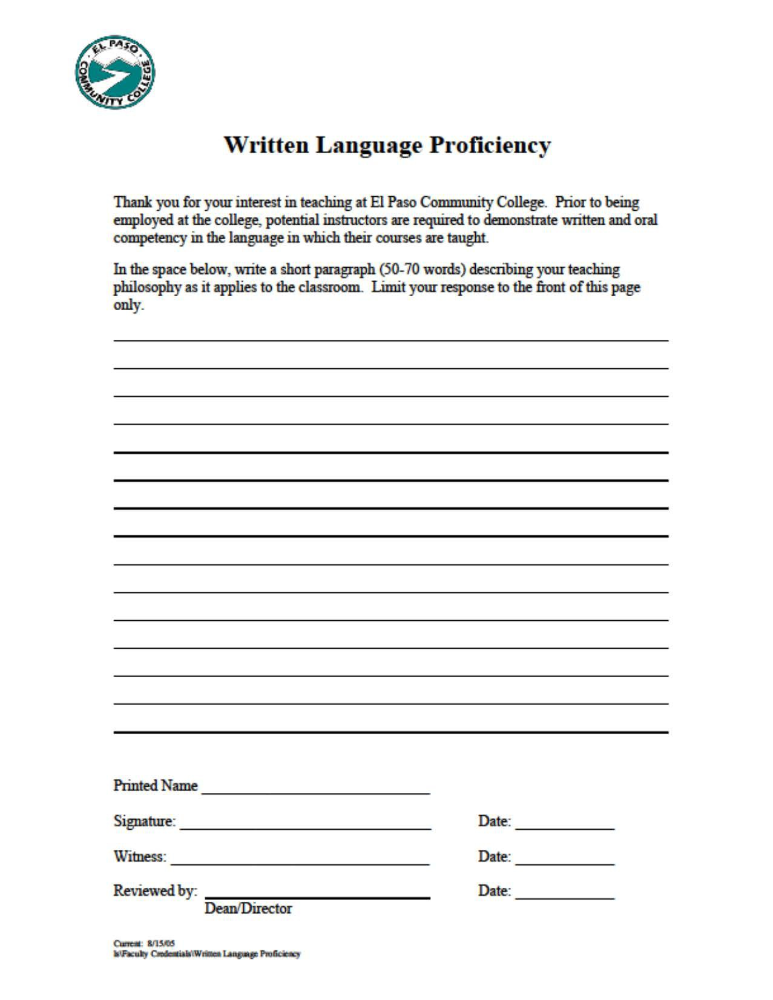 EL PASO
COMMUNITY COLLEGE
Written Language Proficiency
Thank you for your interest in teaching at El Paso Community College.  Prior to being
employed at the college, potential instructors are required to demonstrate written and oral
competency in the language in which their courses are taught.
In the space below, write a short paragraph (50-70 words) describing your teaching
philosophy as it applies to the classroom.  Limit your response to the front of this page
only.
Printed Name
Signature: Date:
Witness: Date:
Reviewed by: Date:
Dean/Director
Current:  8/15/05
ls\Faculty Credentials\Written Language Proficiency